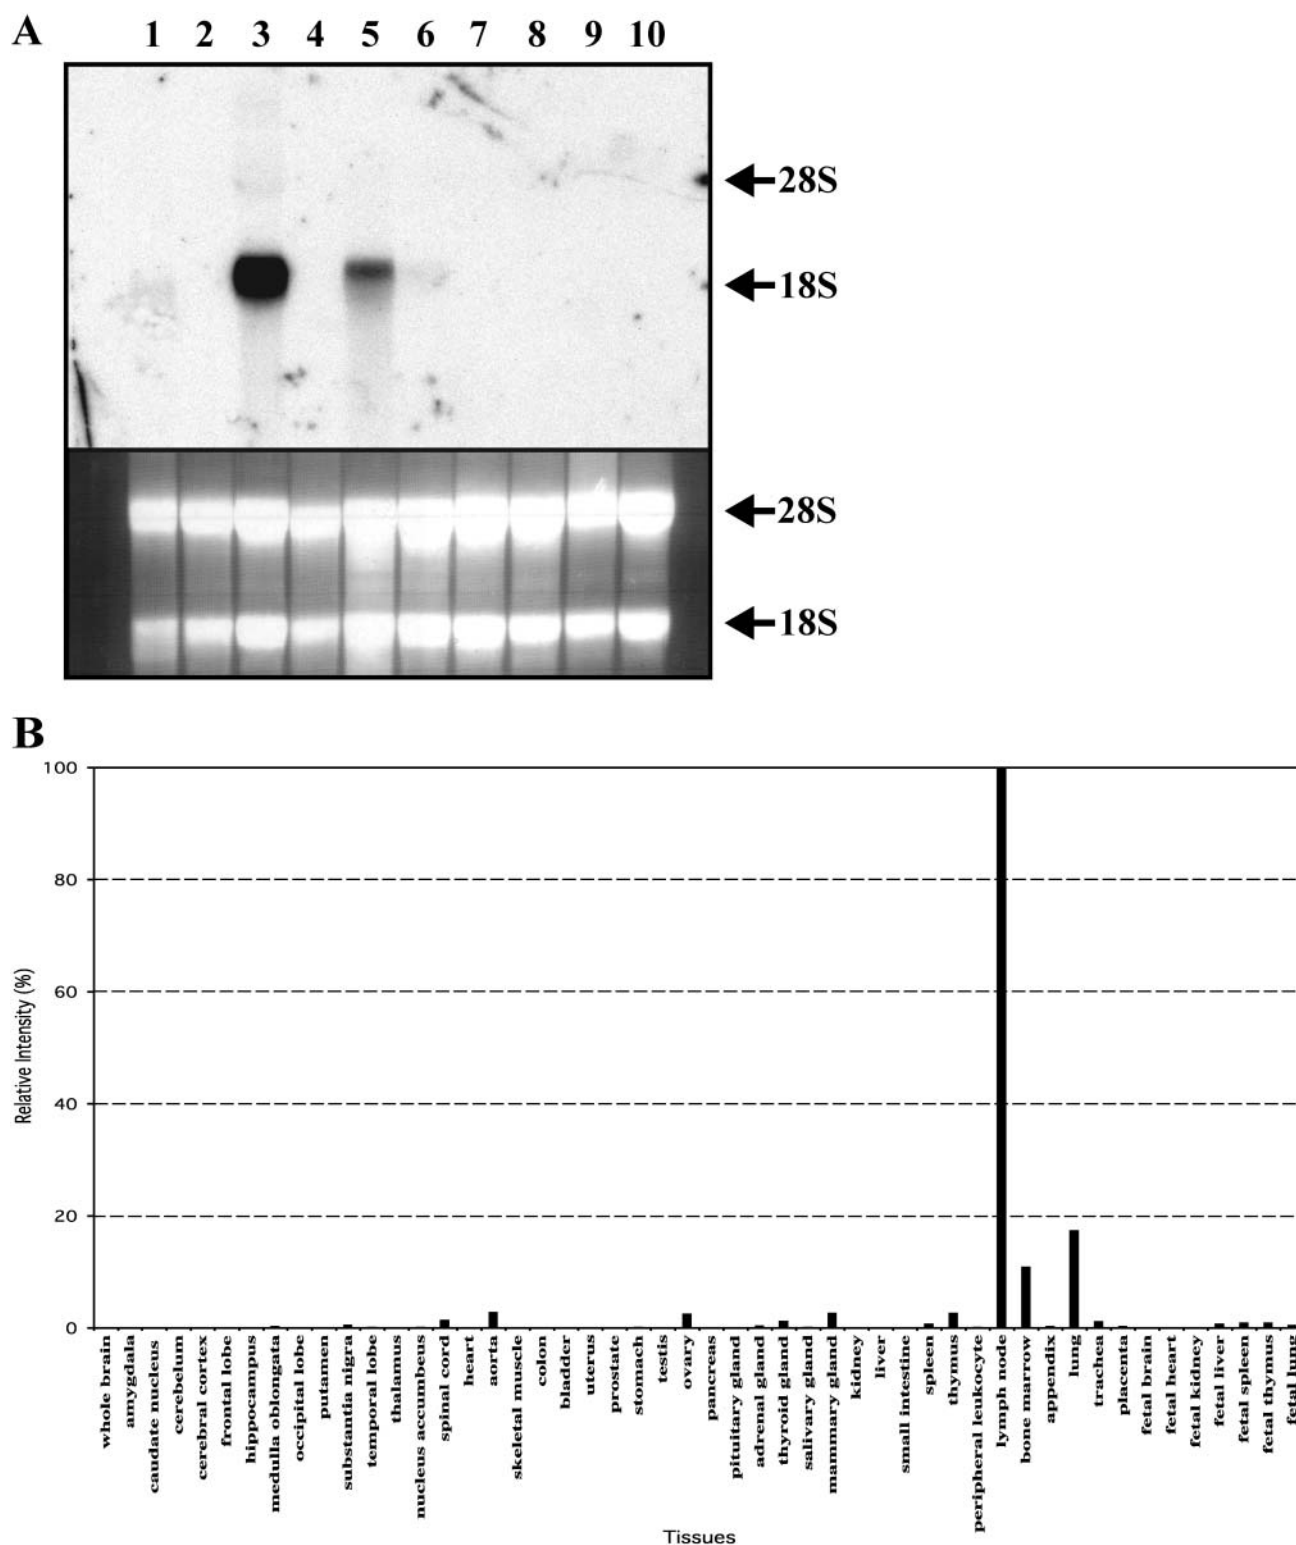 A
1 2 3 4 5 6 7 8 9 10
28S
18S
28S
18S
B
100
80
60
40
20
0
Relative Intensity (%)
whole brain
amygdala
caudate nucleus
cerebelum
cerebral cortex
frontal lobe
hippocampus
medulla oblongata
occipital lobe
putamen
substantia nigra
temporal lobe
thalamus
nucleus accumbeus
spinal cord
heart
aorta
skeletal muscle
colon
bladder
uterus
prostate
stomach
testis
ovary
pancreas
pituitary gland
adrenal gland
thyroid gland
salivary gland
mammary gland
kidney
liver
small intestine
spleen
thymus
peripheral leukocyte
lymph node
bone marrow
appendix
lung
trachea
placenta
fetal brain
fetal heart
fetal kidney
fetal liver
fetal spleen
fetal thymus
fetal lung
Tissues